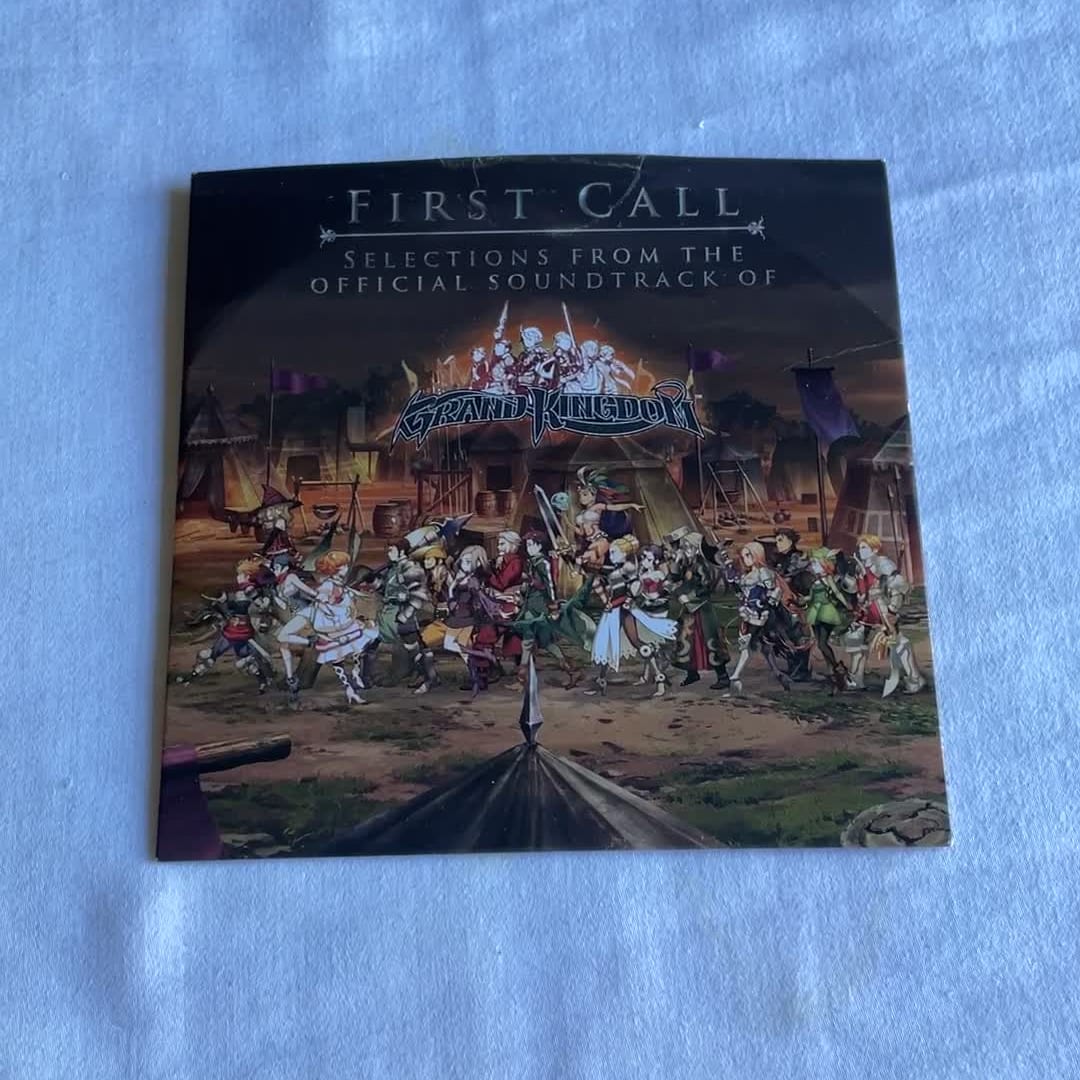 FIRST CALL
SELECTIONS FROM THE
OFFICIAL SOUNDTRACK OF
GRAND KINGDOM